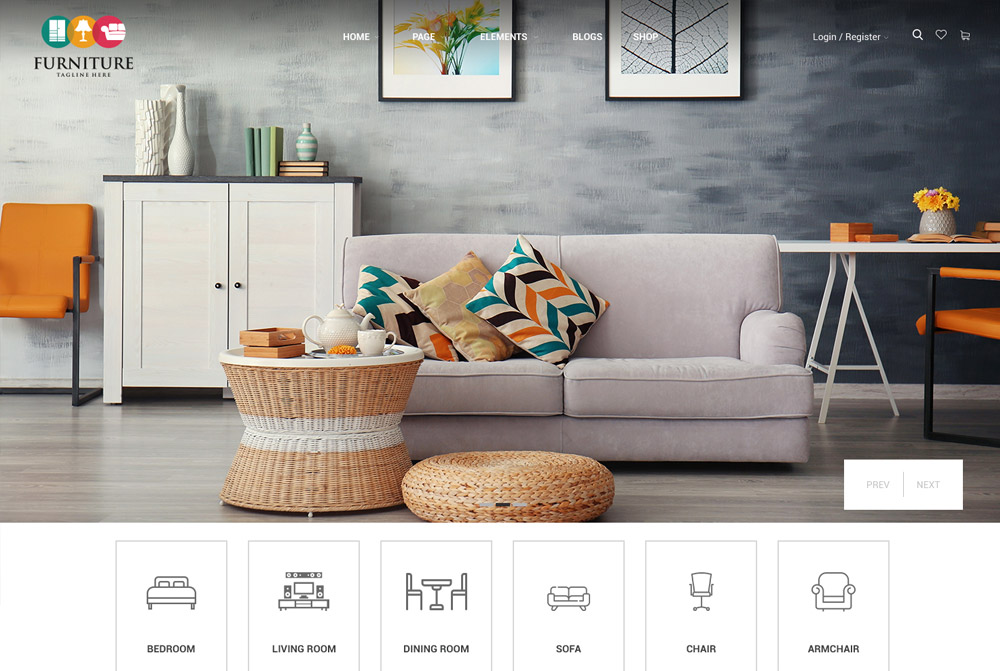 FURNITURE
TAGLINE HERE
HOME PAGE ELEMENTS BLOGS SHOP
Login / Register
PREV NEXT
BEDROOM LIVING ROOM DINING ROOM SOFA CHAIR ARMCHAIR